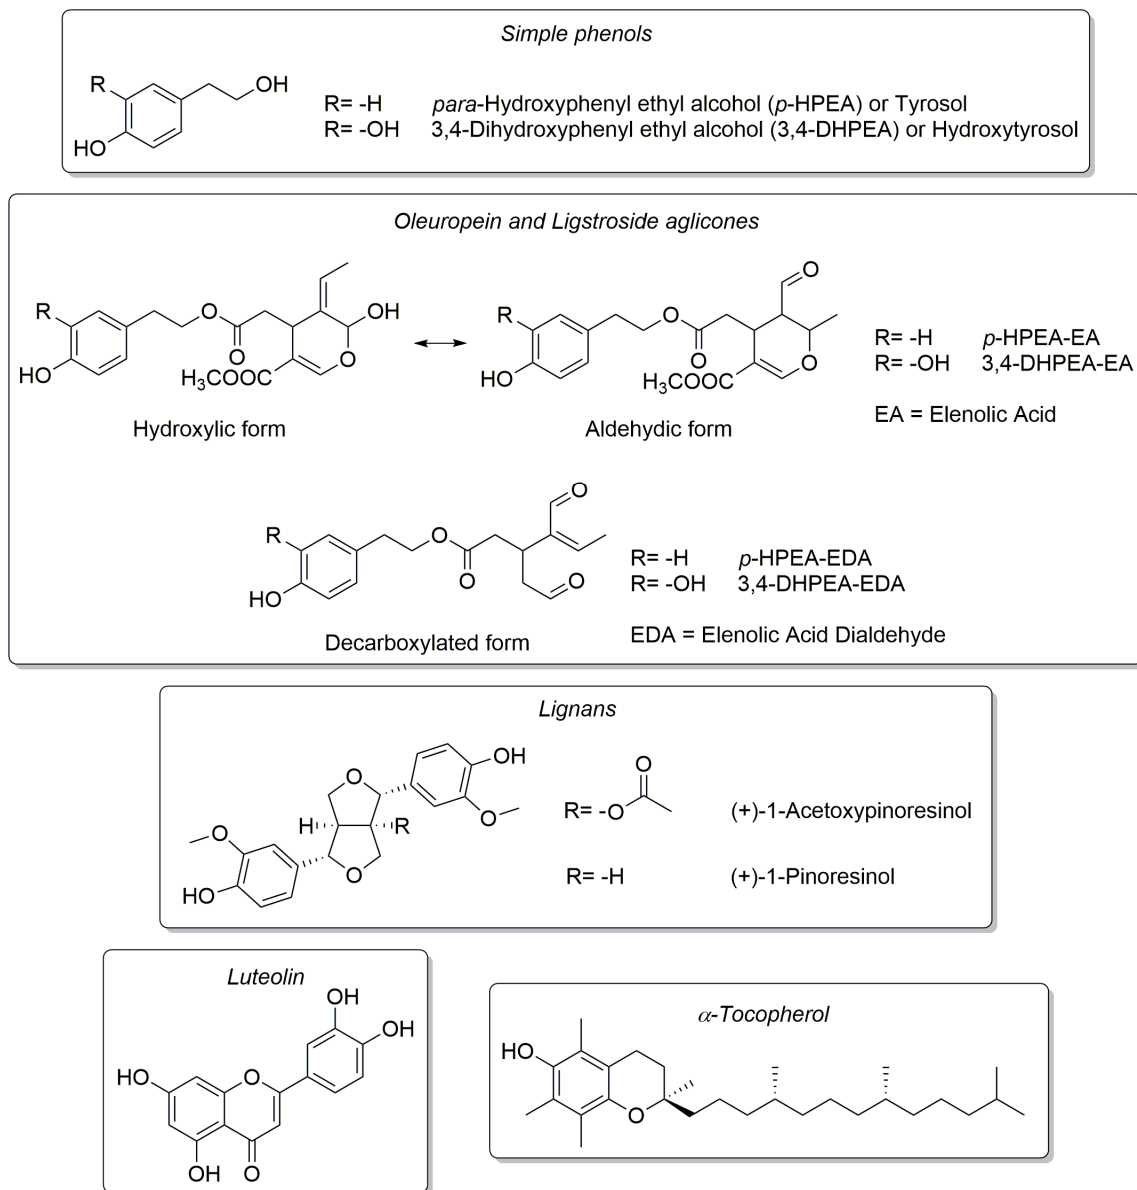 Simple phenols
R
OH
HO
R= -H para-Hydroxyphenyl ethyl alcohol (p-HPEA) or Tyrosol
R= -OH 3,4-Dihydroxyphenyl ethyl alcohol (3,4-DHPEA) or Hydroxytyrosol
Oleuropein and Ligstroside aglicones
R
HO
O
O
H3COOC
O
OH
Hydroxylic form
R
HO
O
O
H3COOC
O
O
Aldehydic form
R= -H p-HPEA-EA
R= -OH 3,4-DHPEA-EA
EA = Elenolic Acid
R
HO
O
O
O
O
Decarboxylated form
R= -H p-HPEA-EDA
R= -OH 3,4-DHPEA-EDA
EDA = Elenolic Acid Dialdehyde
Lignans
O
OH
O
H
R
O
HO
O
O
R= -O
(+)-1-Acetoxypinoresinol
R= -H (+)-1-Pinoresinol
Luteolin
OH
OH
HO
O
OH
O
α-Tocopherol
HO
O